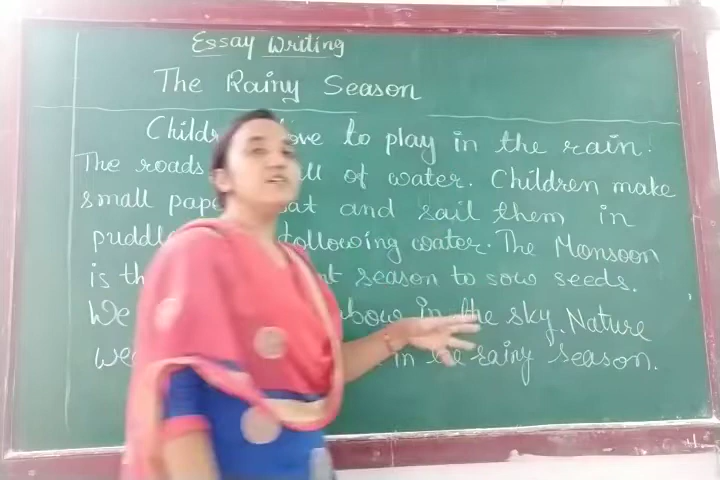 Essay Writing
The Rainy Season
love to play in the rain.
The roads of water. Children make
small and sail them in
following water. The Monsoon
is season to sow seeds.
We in the sky. Nature
in the rainy season.